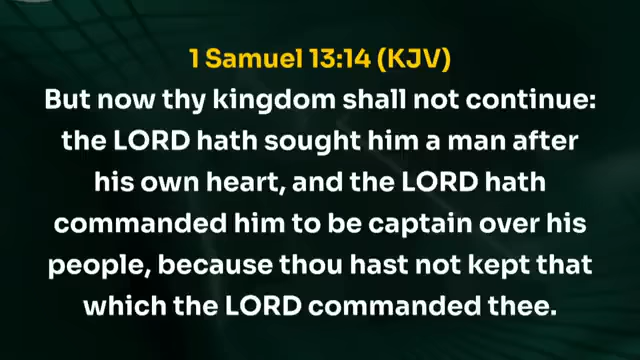 1 Samuel 13:14 (KJV)
But now thy kingdom shall not continue:
the LORD hath sought him a man after
his own heart, and the LORD hath
commanded him to be captain over his
people, because thou hast not kept that
which the LORD commanded thee.